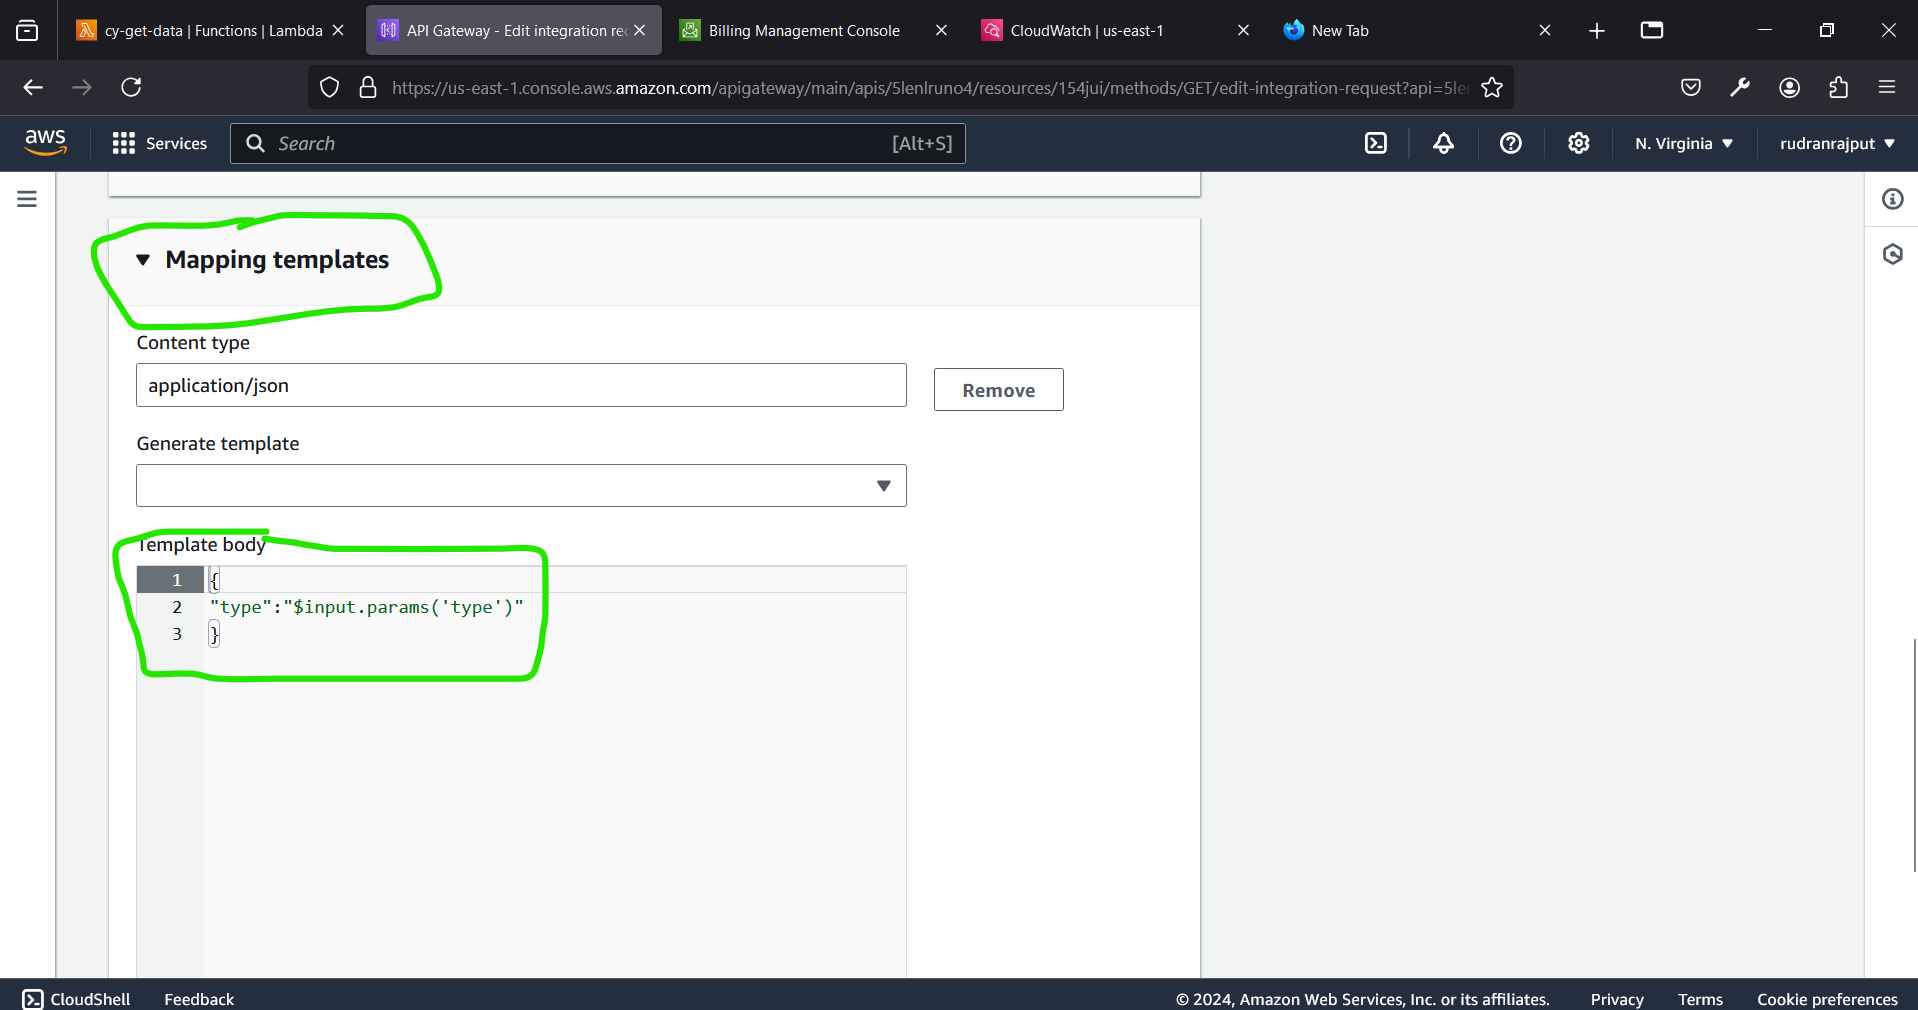 cy-get-data | Functions | Lambda
API Gateway - Edit integration rec
Billing Management Console
CloudWatch | us-east-1
New Tab
https://us-east-1.console.aws.amazon.com/apigateway/main/apis/5lenlruno4/resources/154jui/methods/GET/edit-integration-request?api=5le
aws
Services
Search
[Alt+S]
N. Virginia
rudranrajput
Mapping templates
Content type
application/json
Remove
Generate template
Template body
1 {
2 "type":"$input.params('type')"
3 }
CloudShell
Feedback
© 2024, Amazon Web Services, Inc. or its affiliates.
Privacy
Terms
Cookie preferences